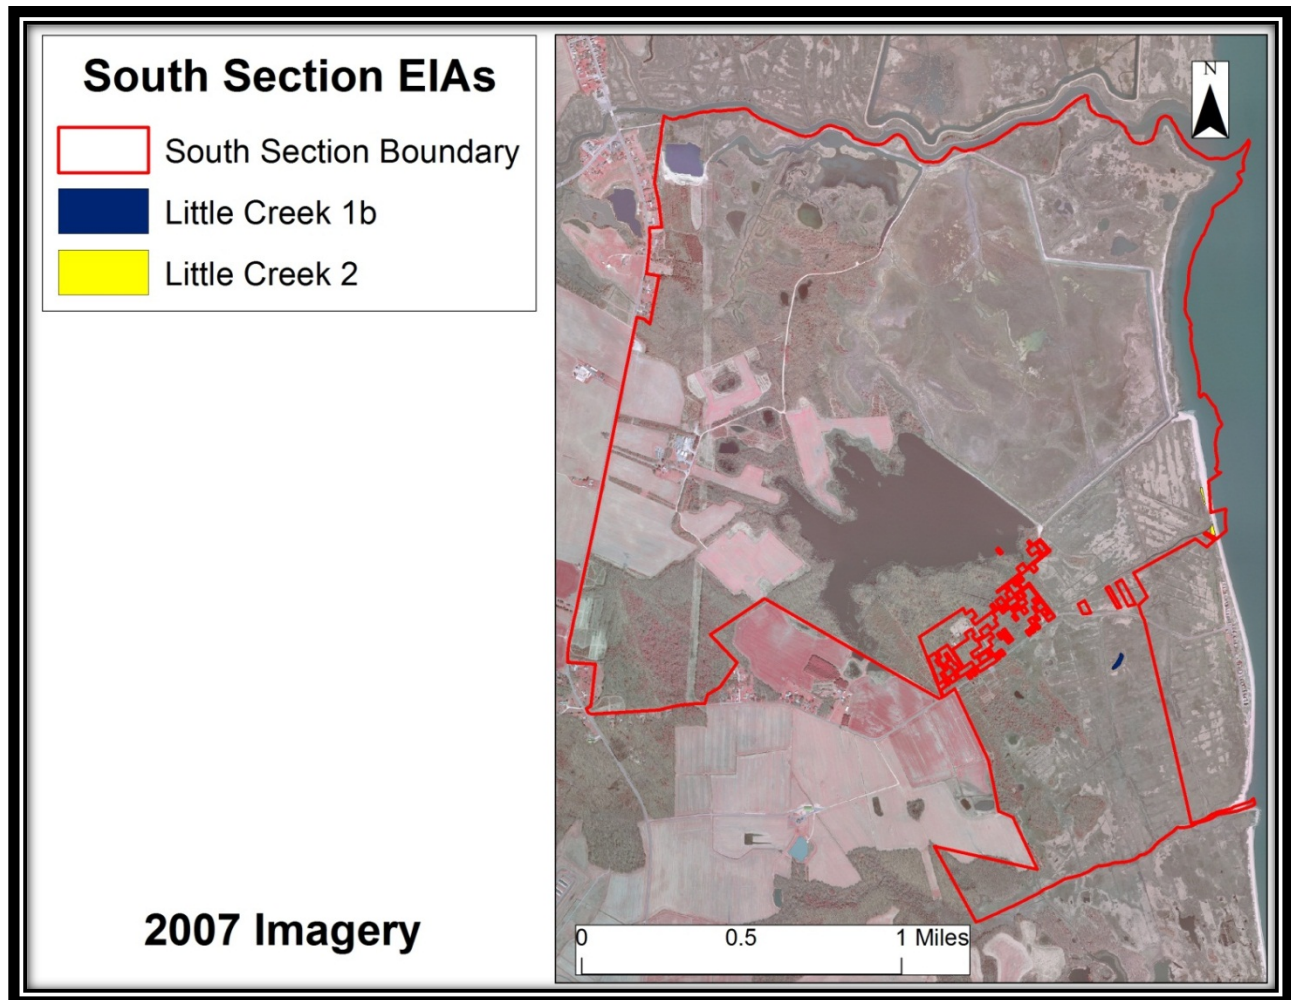 South Section EIAs
South Section Boundary
Little Creek 1b
Little Creek 2
2007 Imagery
N
0 0.5 1 Miles